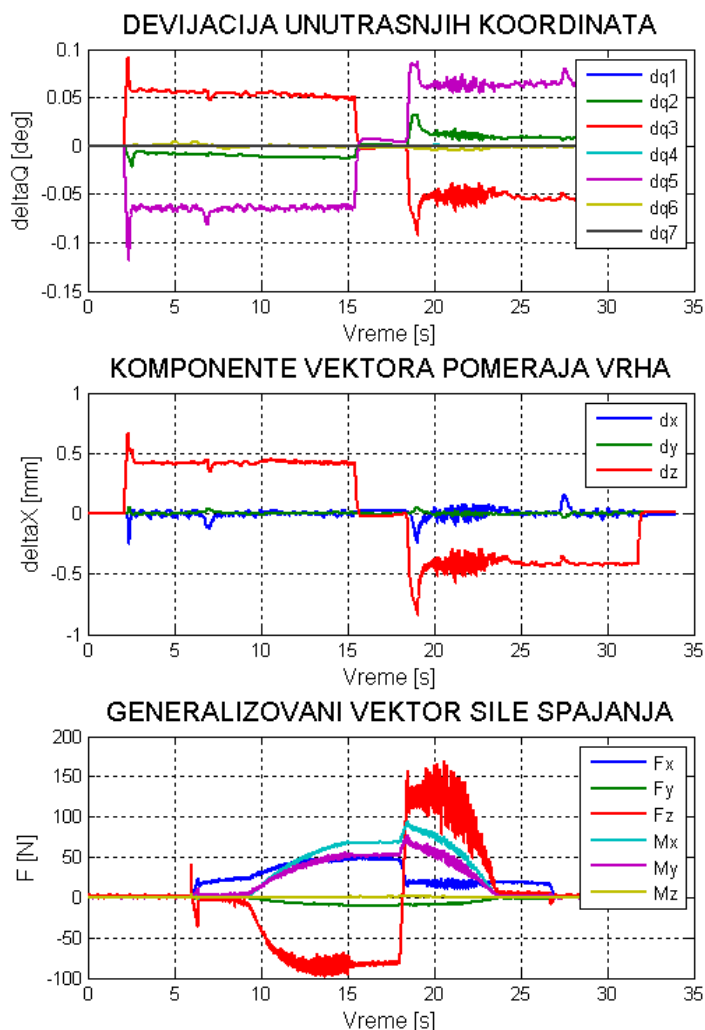 DEVIJACIJA UNUTRASNJIH KOORDINATA
deltaQ [deg]
0.1
0.05
0
-0.05
-0.1
-0.15
dq1
dq2
dq3
dq4
dq5
dq6
dq7
0 5 10 15 20 25 30 35
Vreme [s]
KOMPONENTE VEKTORA POMERAJA VRHA
deltaX [mm]
1
0.5
0
-0.5
-1
dx
dy
dz
0 5 10 15 20 25 30 35
Vreme [s]
GENERALIZOVANI VEKTOR SILE SPAJANJA
F [N]
200
150
100
50
0
-50
-100
Fx
Fy
Fz
Mx
My
Mz
0 5 10 15 20 25 30 35
Vreme [s]